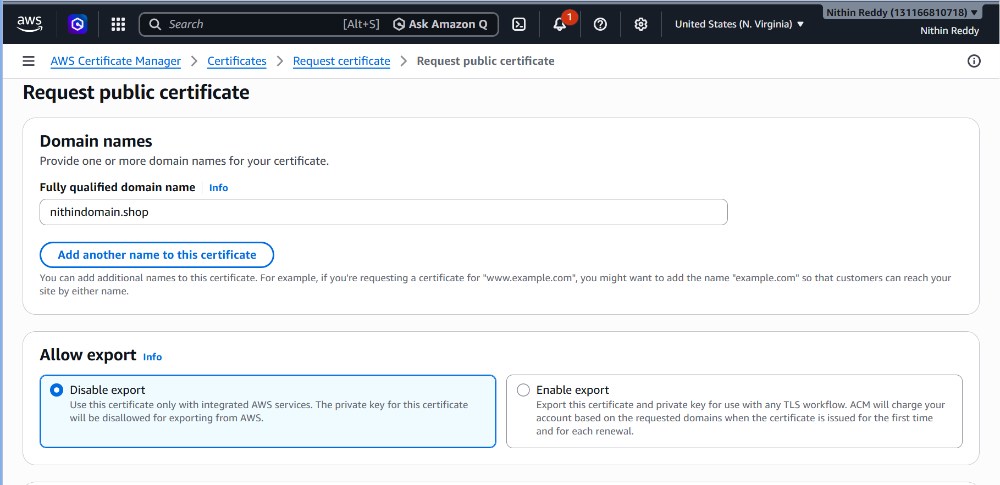 aws
Search [Alt+S] Ask Amazon Q
1
United States (N. Virginia)
Nithin Reddy (131166810718)
Nithin Reddy
AWS Certificate Manager > Certificates > Request certificate > Request public certificate
Request public certificate
Domain names
Provide one or more domain names for your certificate.
Fully qualified domain name Info
nithindomain.shop
Add another name to this certificate
You can add additional names to this certificate. For example, if you're requesting a certificate for "www.example.com", you might want to add the name "example.com" so that customers can reach your
site by either name.
Allow export Info
Disable export
Use this certificate only with integrated AWS services. The private key for this certificate
will be disallowed for exporting from AWS.
Enable export
Export this certificate and private key for use with any TLS workflow. ACM will charge your
account based on the requested domains when the certificate is issued for the first time
and for each renewal.